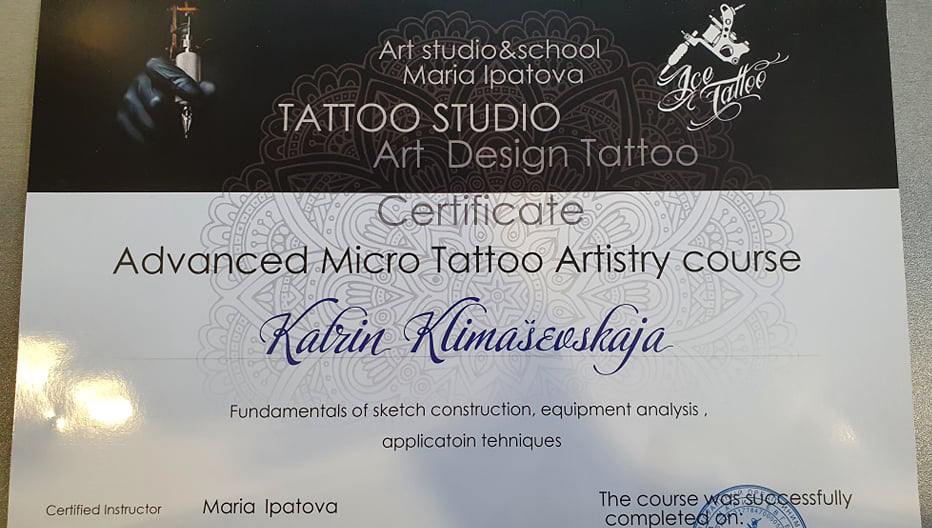 Art studio&school
Maria Ipatova
Ace
Tattoo
TATTOO STUDIO
Art Design Tattoo
Certificate
Advanced Micro Tattoo Artistry course
Katrin Klimaševskaja
Fundamentals of sketch construction, equipment analysis ,
applicatoin tehniques
Certified Instructor
Maria Ipatova
The course was successfully
completed on: